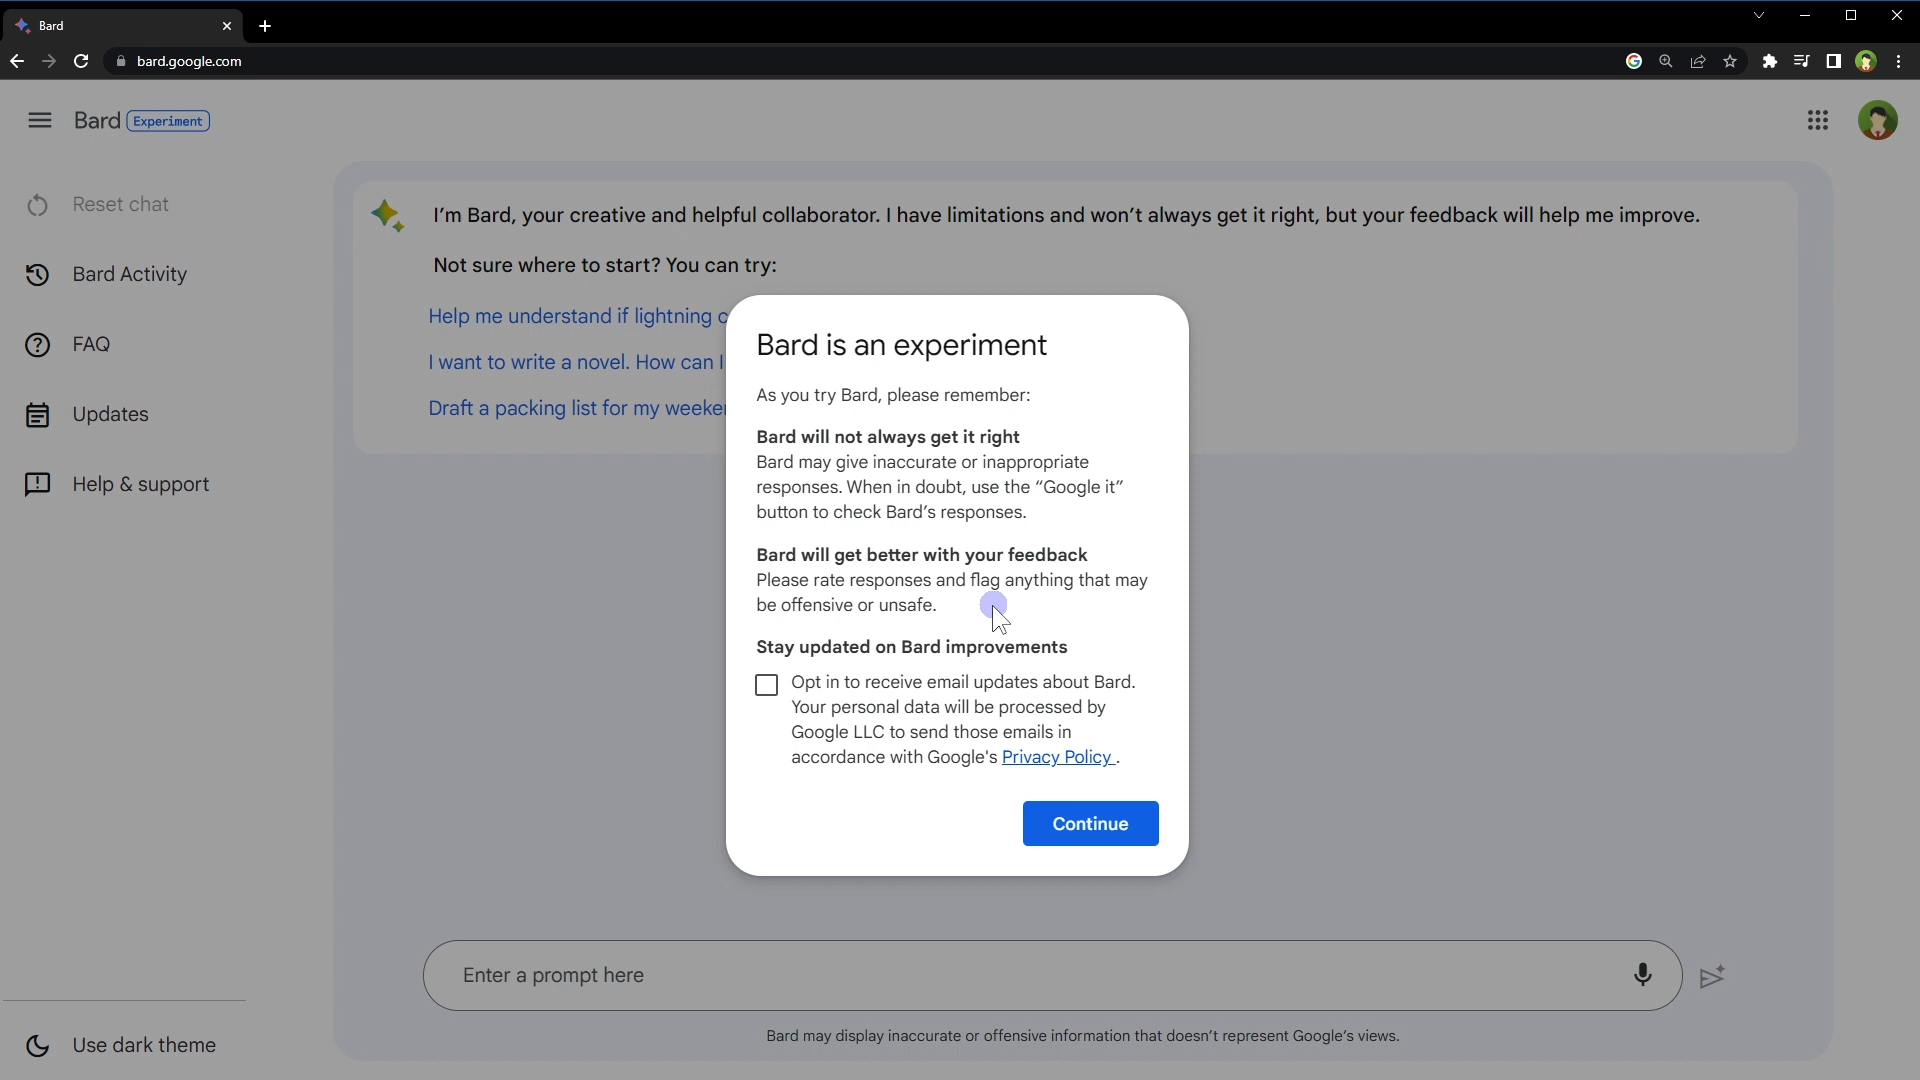 Bard
bard.google.com
Bard Experiment
Reset chat
Bard Activity
FAQ
Updates
Help & support
Use dark theme
I'm Bard, your creative and helpful collaborator. I have limitations and won't always get it right, but your feedback will help me improve.
Not sure where to start? You can try:
Help me understand if lightning
I want to write a novel. How can I
Draft a packing list for my
Bard is an experiment
As you try Bard, please remember:
Bard will not always get it right
Bard may give inaccurate or inappropriate
responses. When in doubt, use the “Google it”
button to check Bard's responses.
Bard will get better with your feedback
Please rate responses and flag anything that may
be offensive or unsafe.
Stay updated on Bard improvements
Opt in to receive email updates about Bard.
Your personal data will be processed by
Google LLC to send those emails in
accordance with Google's Privacy Policy .
Continue
Enter a prompt here
Bard may display inaccurate or offensive information that doesn't represent Google's views.